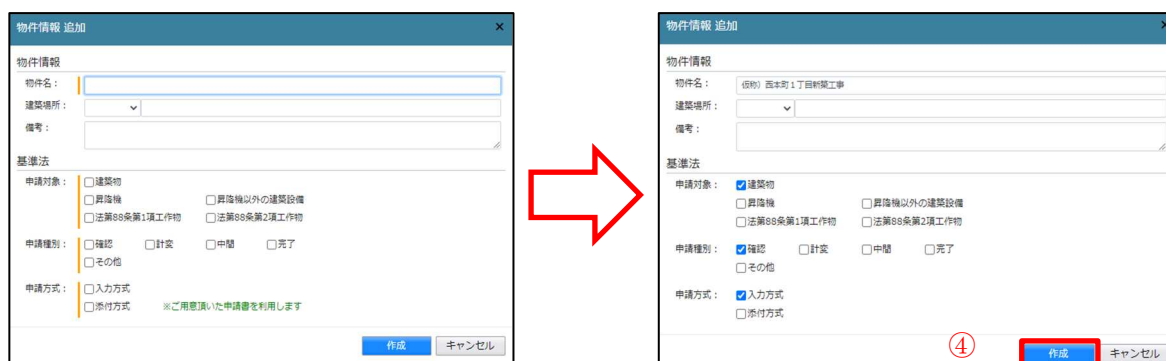 物件情報 追加 ×
物件情報
物件名：
建築場所：
備考：
基準法
申請対象： 建築物
昇降機 昇降機以外の建築設備
法第88条第1項工作物 法第88条第2項工作物
申請種別： 確認 計変 中間 完了
その他
申請方式： 入力方式
添付方式 ※ご用意頂いた申請書を利用します
作成 キャンセル
物件情報 追加 ×
物件情報
物件名： 仮称）西本町１丁目新築工事
建築場所：
備考：
基準法
申請対象： 建築物
昇降機 昇降機以外の建築設備
法第88条第1項工作物 法第88条第2項工作物
申請種別： 確認 計変 中間 完了
その他
申請方式： 入力方式
添付方式
④ 作成 キャンセル